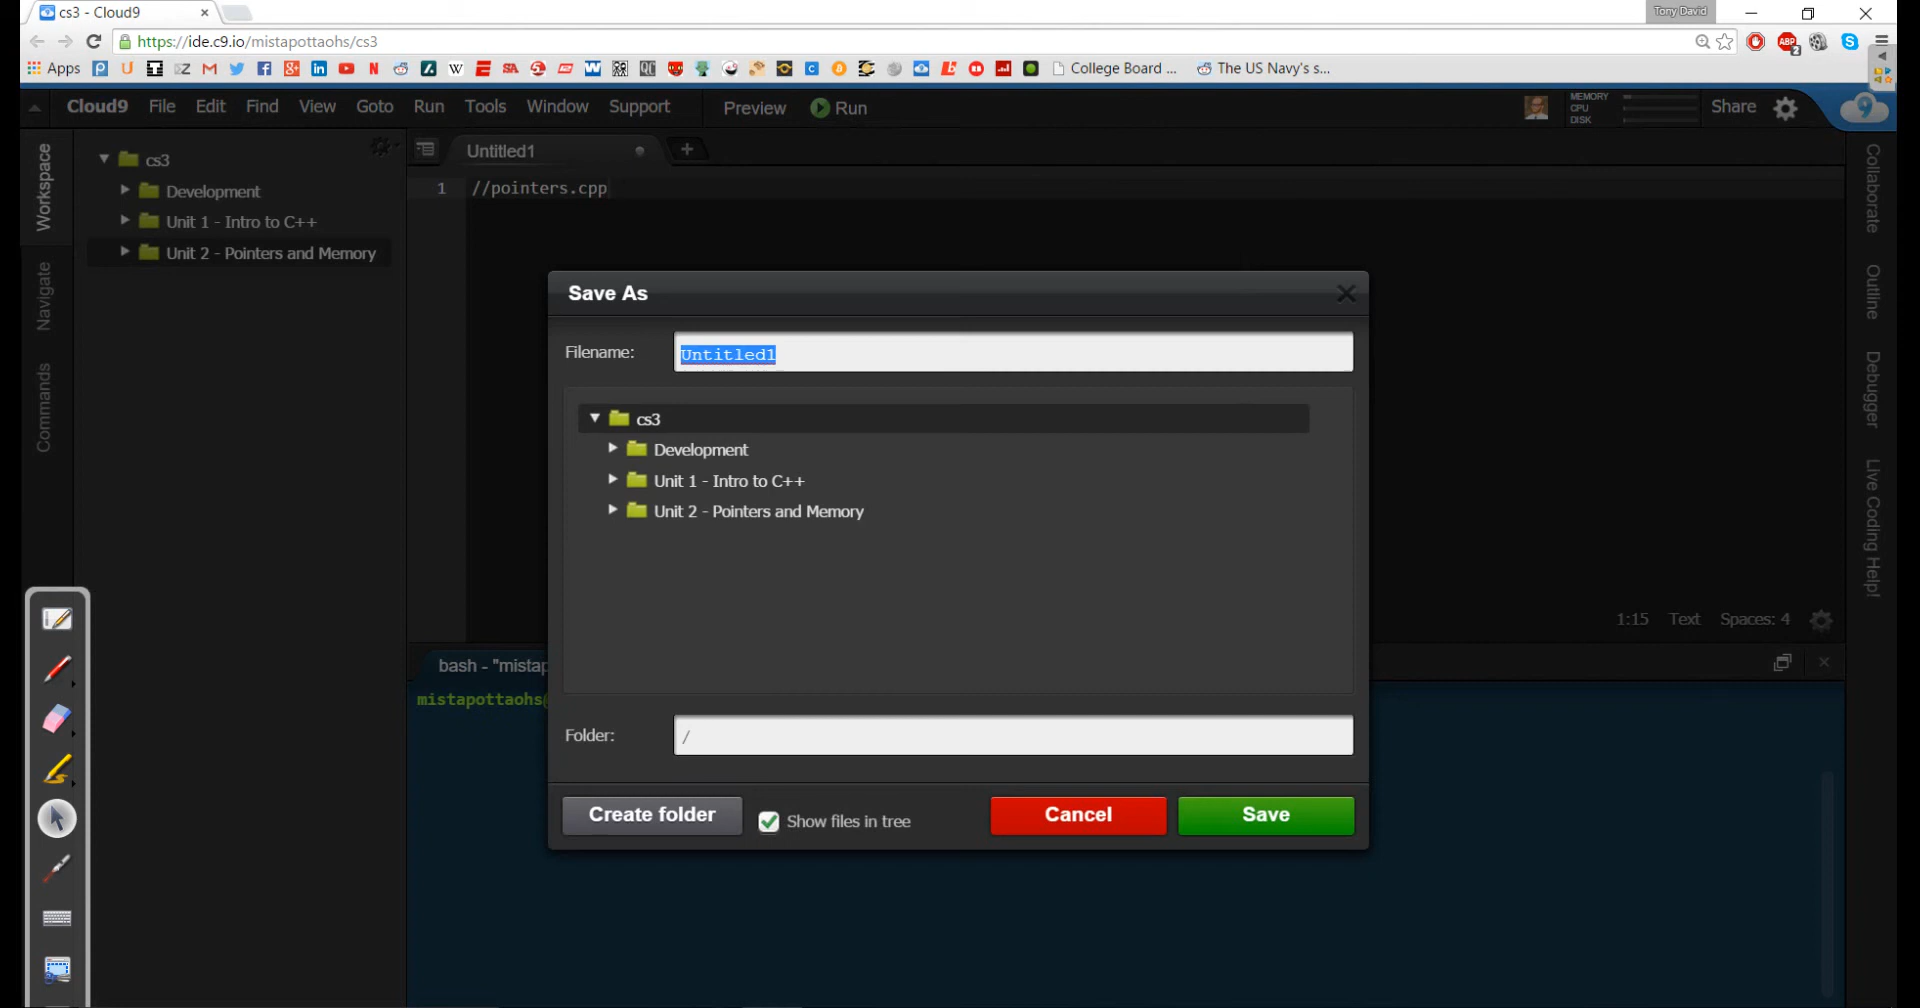 cs3 - Cloud9
Tony David
https://ide.c9.io/mistapottaohs/cs3
Apps
College Board ...
The US Navy's s...
Cloud9 File Edit Find View Goto Run Tools Window Support Preview Run
MEMORY
CPU
DISK
Share
Workspace
Navigate
Commands
cs3
Development
Unit 1 - Intro to C++
Unit 2 - Pointers and Memory
Untitled1
1 //pointers.cpp
Save As
Filename: Untitled1
cs3
Development
Unit 1 - Intro to C++
Unit 2 - Pointers and Memory
Folder: /
Create folder
Show files in tree
Cancel
Save
1:15 Text Spaces: 4
bash - "mistap
mistapottaohs@
Collaborate
Outline
Debugger
Live Coding Help!